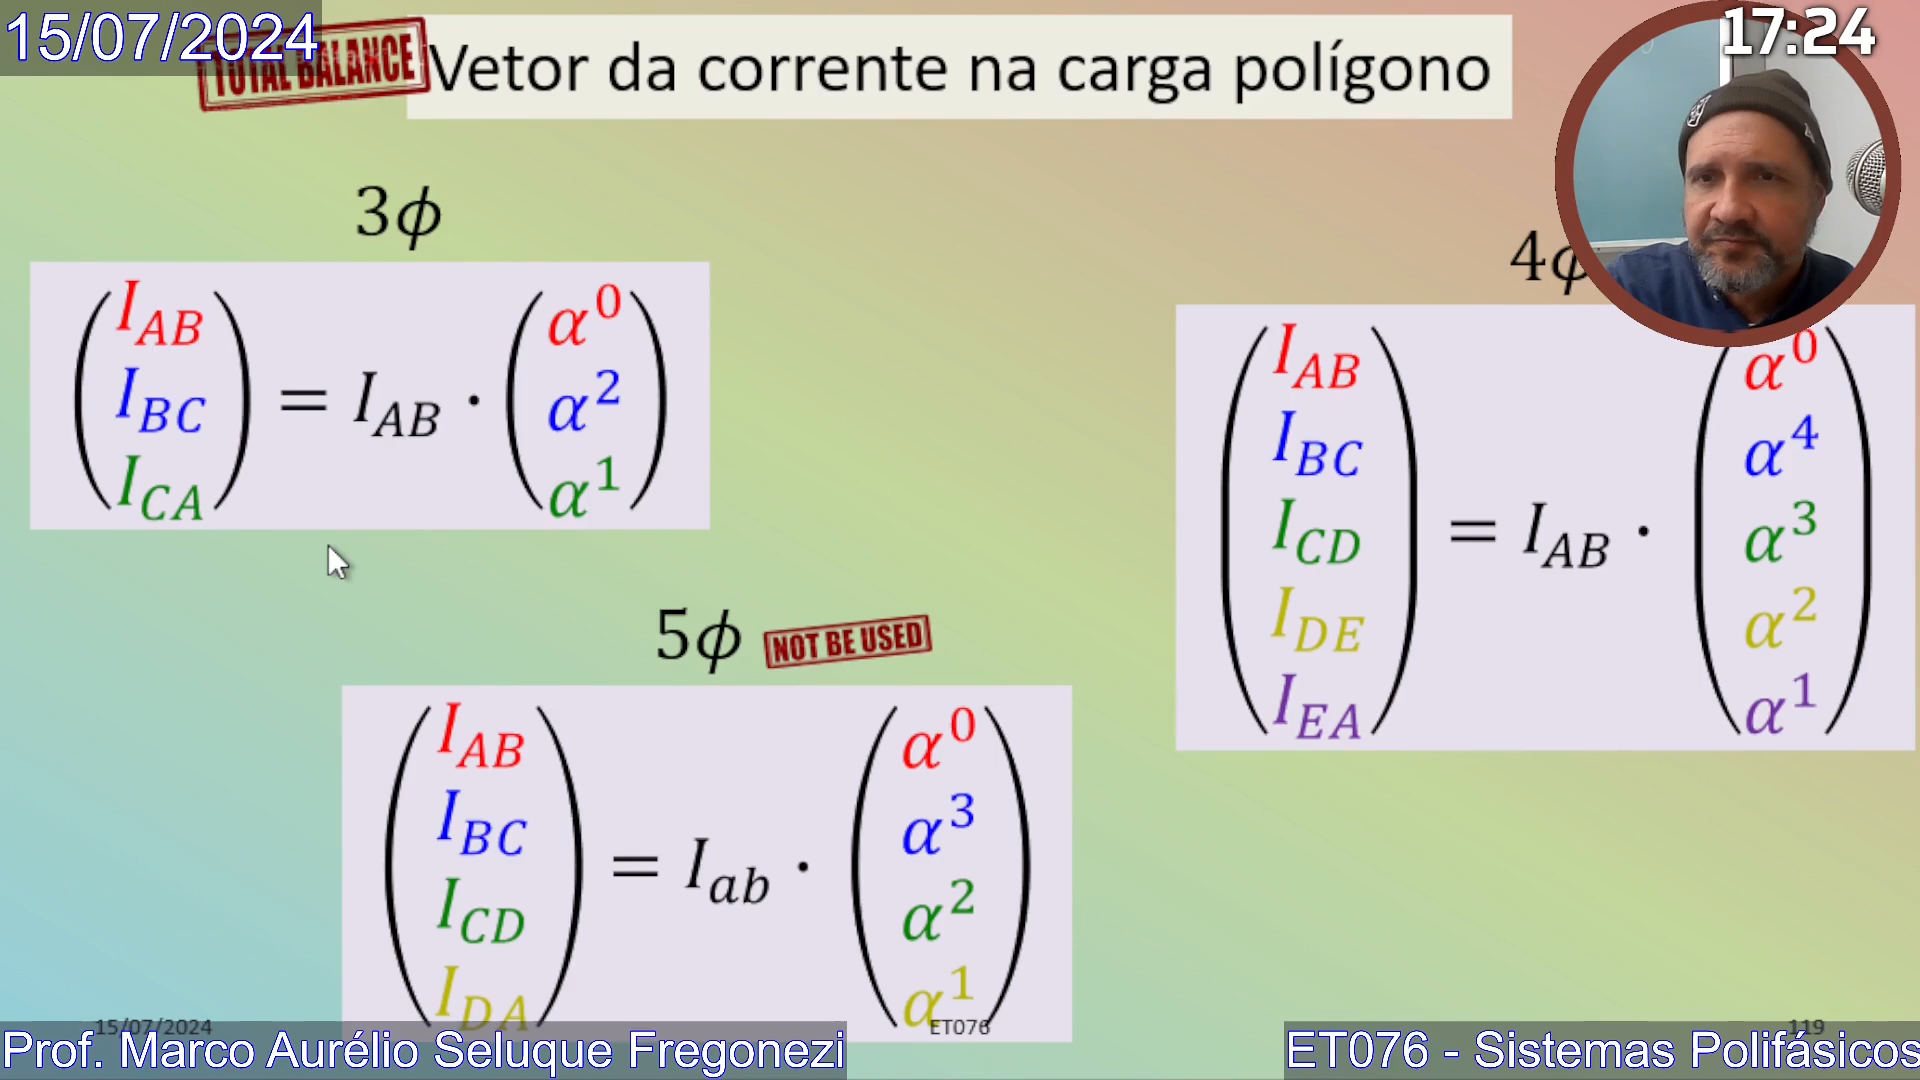 15/07/2024
TOTAL BALANCE
Vetor da corrente na carga polígono
17:24
3ϕ
I_AB
I_BC
I_CA
= I_AB ·
α^0
α^2
α^1
4ϕ
I_AB
I_BC
I_CD
I_DE
I_EA
= I_AB ·
α^0
α^4
α^3
α^2
α^1
5ϕ
NOT BE USED
I_AB
I_BC
I_CD
I_DA
= I_ab ·
α^0
α^3
α^2
α^1
15/07/2024
ET076
119
Prof. Marco Aurélio Seluque Fregonezi
ET076 - Sistemas Polifásicos